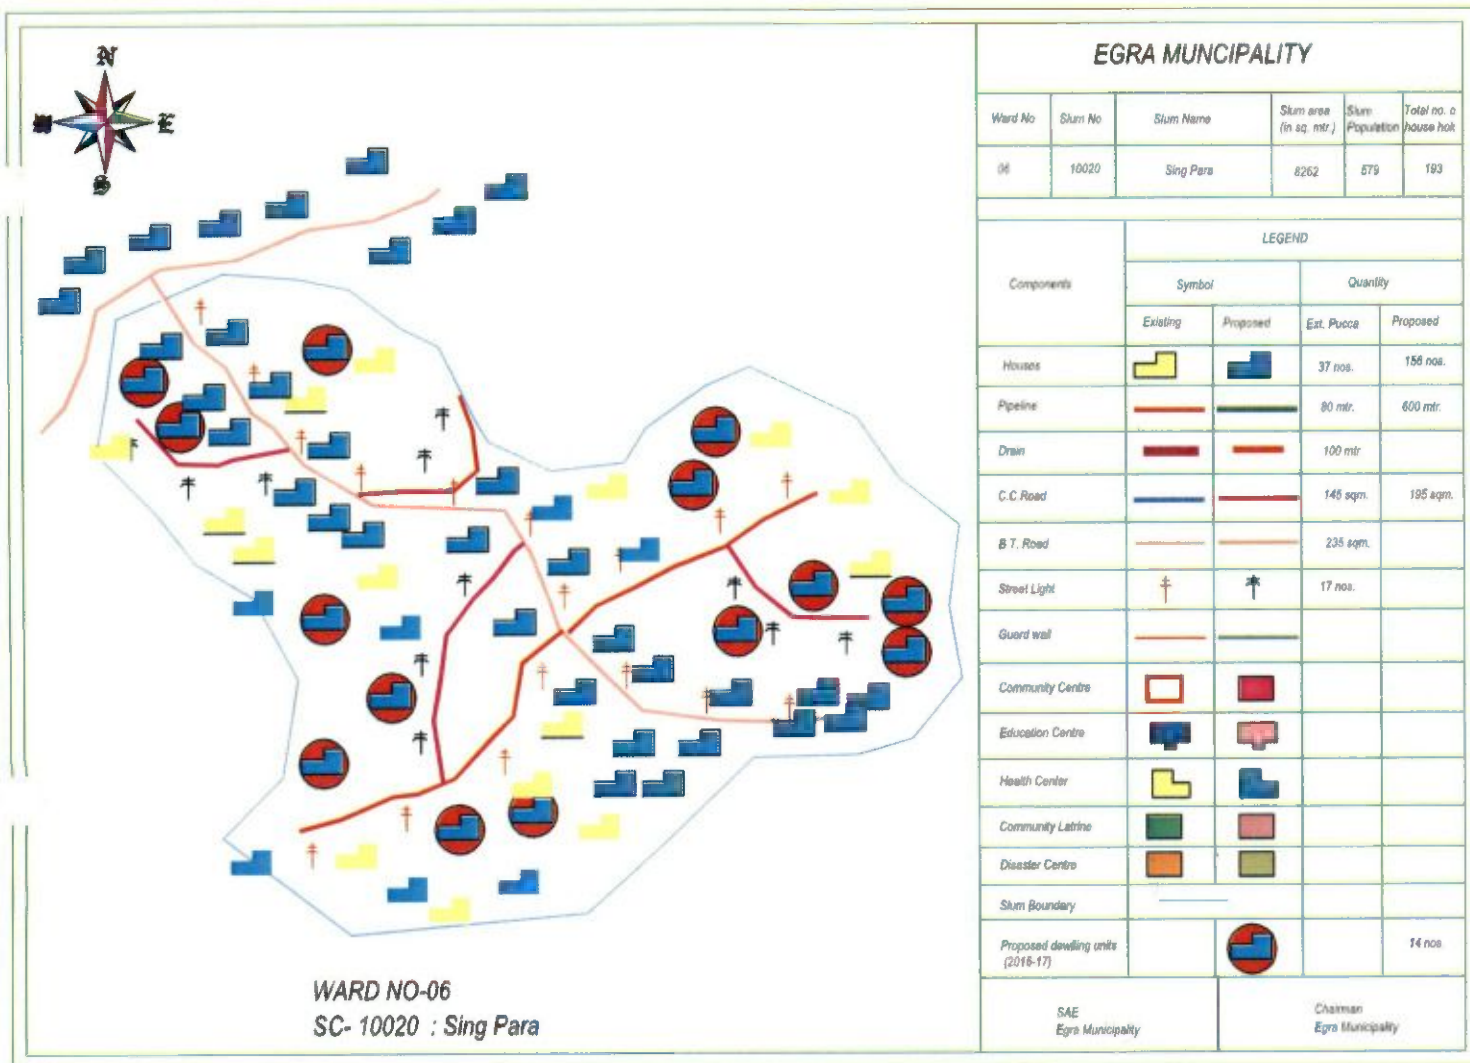 N
E
S
EGRA MUNCIPALITY
Ward No
Slum No
Slum Name
Slum area
(in sq. mtr.)
Slum
Population
Total no. o
house hol
06
10020
Sing Para
8262
579
193
Components
LEGEND
Symbol
Quantity
Existing
Proposed
Ext. Pucca
Proposed
Houses
37 nos.
156 nos.
Pipeline
80 mtr.
600 mtr.
Drain
100 mtr
C.C Road
145 sqm.
195 sqm.
B T. Road
235 sqm.
Street Light
17 nos.
Guord wall
Community Centre
Education Centre
Health Center
Community Latrine
Disaster Centre
Slum Boundary
Proposed dewlling units
(2016-17)
14 nos
SAE
Egra Municipality
Chairman
Egra Municipality
WARD NO-06
SC- 10020 : Sing Para